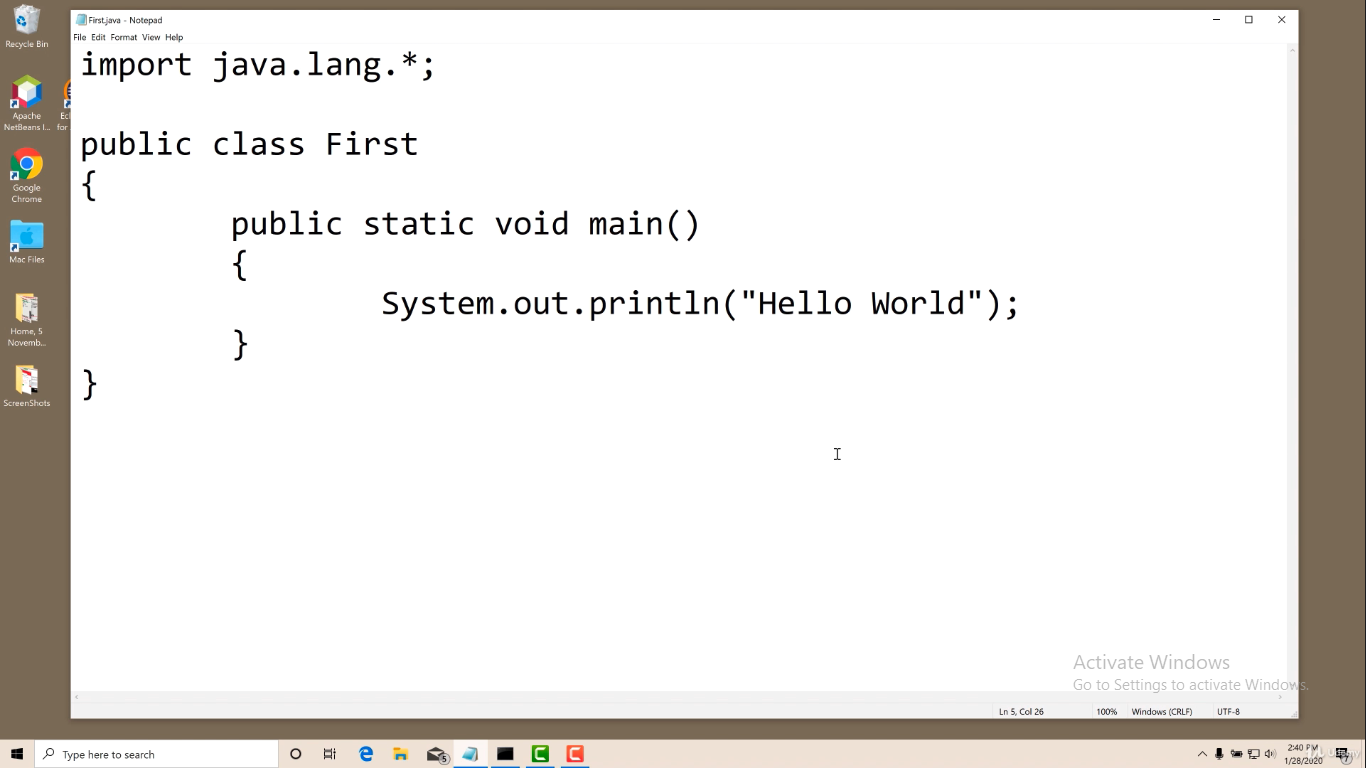 Recycle Bin
Apache
NetBeans I...
Ecl
for
Google
Chrome
Mac Files
Home, 5
Novemb...
ScreenShots
First.java - Notepad
File Edit Format View Help
import java.lang.*;
public class First
{
public static void main()
{
System.out.println("Hello World");
}
}
Activate Windows
Go to Settings to activate Windows.
Ln 5, Col 26 100% Windows (CRLF) UTF-8
Type here to search
5
2:40 PM
1/28/2020
7